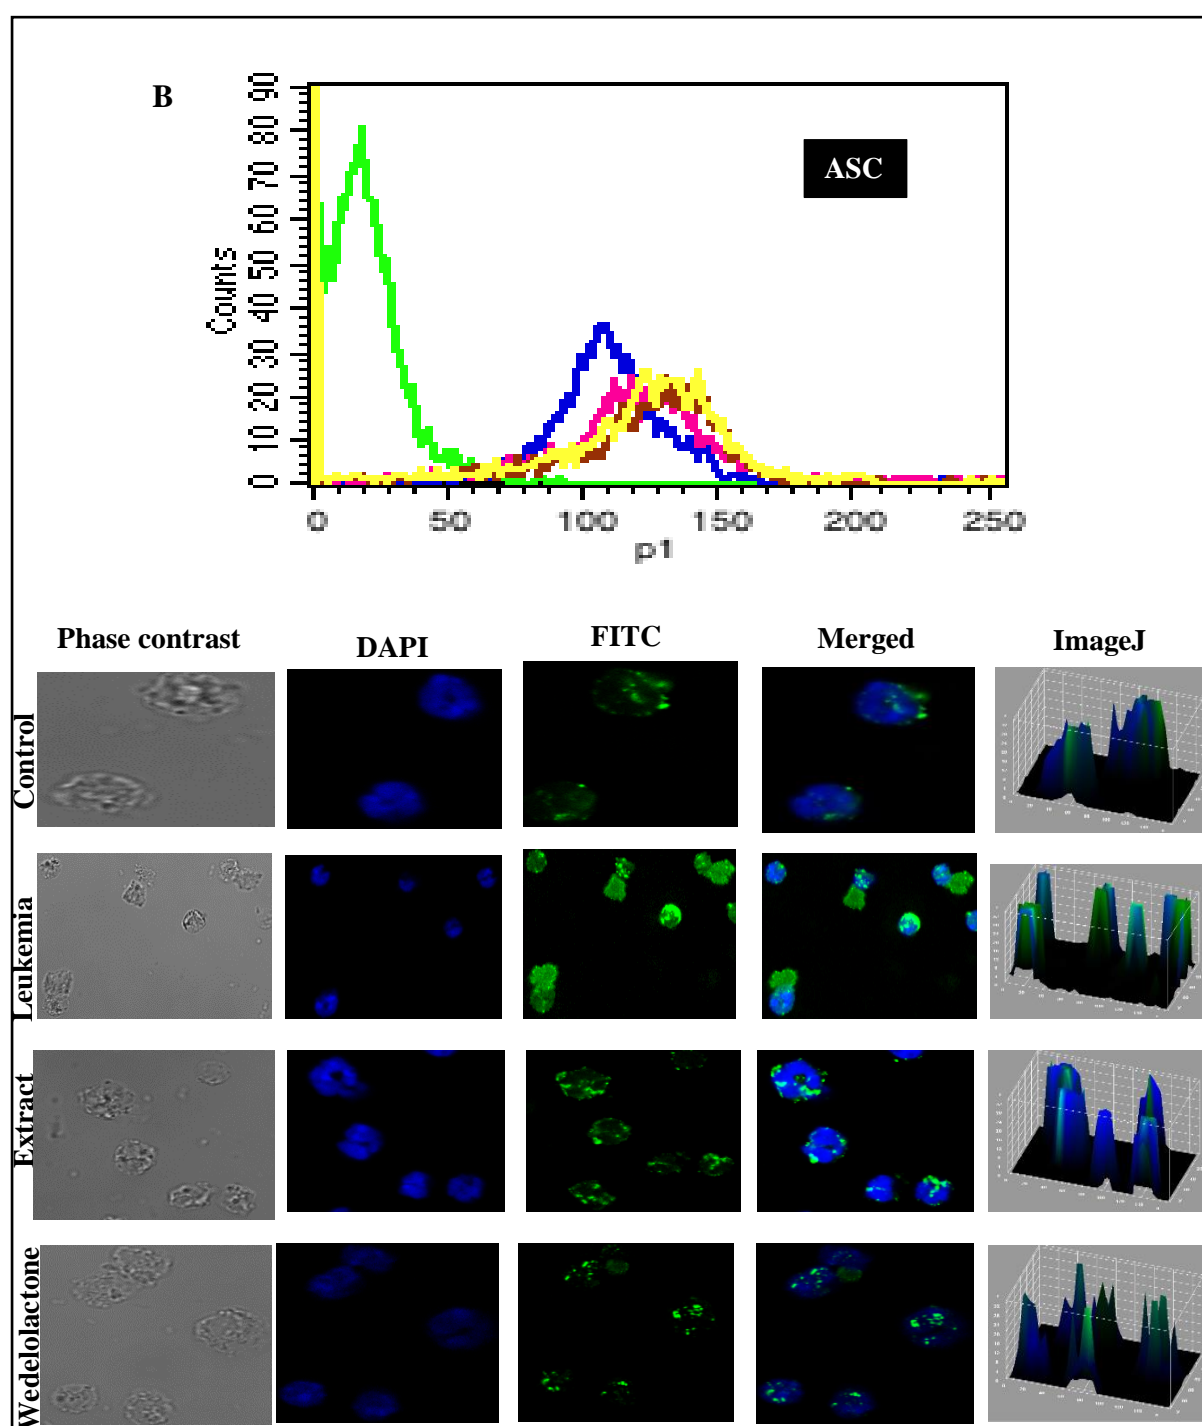 B
ASC
Counts
0 10 20 30 40 50 60 70 80 90
0 50 100 150 200 250
p1
Phase contrast DAPI FITC Merged ImageJ
Control
Leukemia
Extract
Wedelolactone